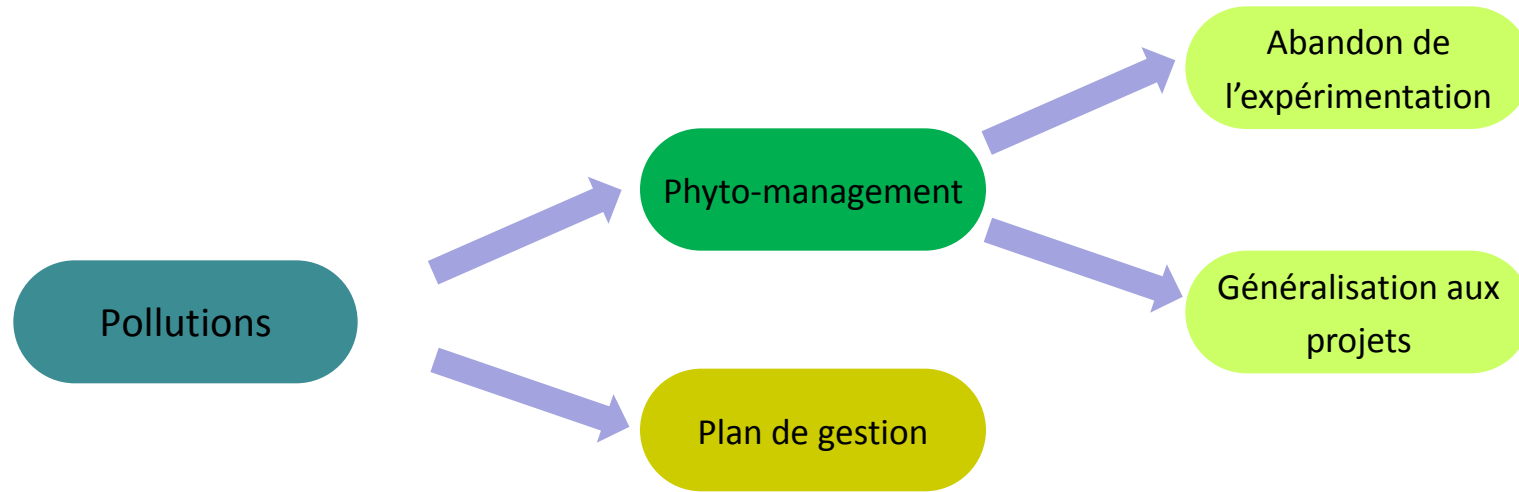 Pollutions
Phyto-management
Plan de gestion
Abandon de
l’expérimentation
Généralisation aux
projets